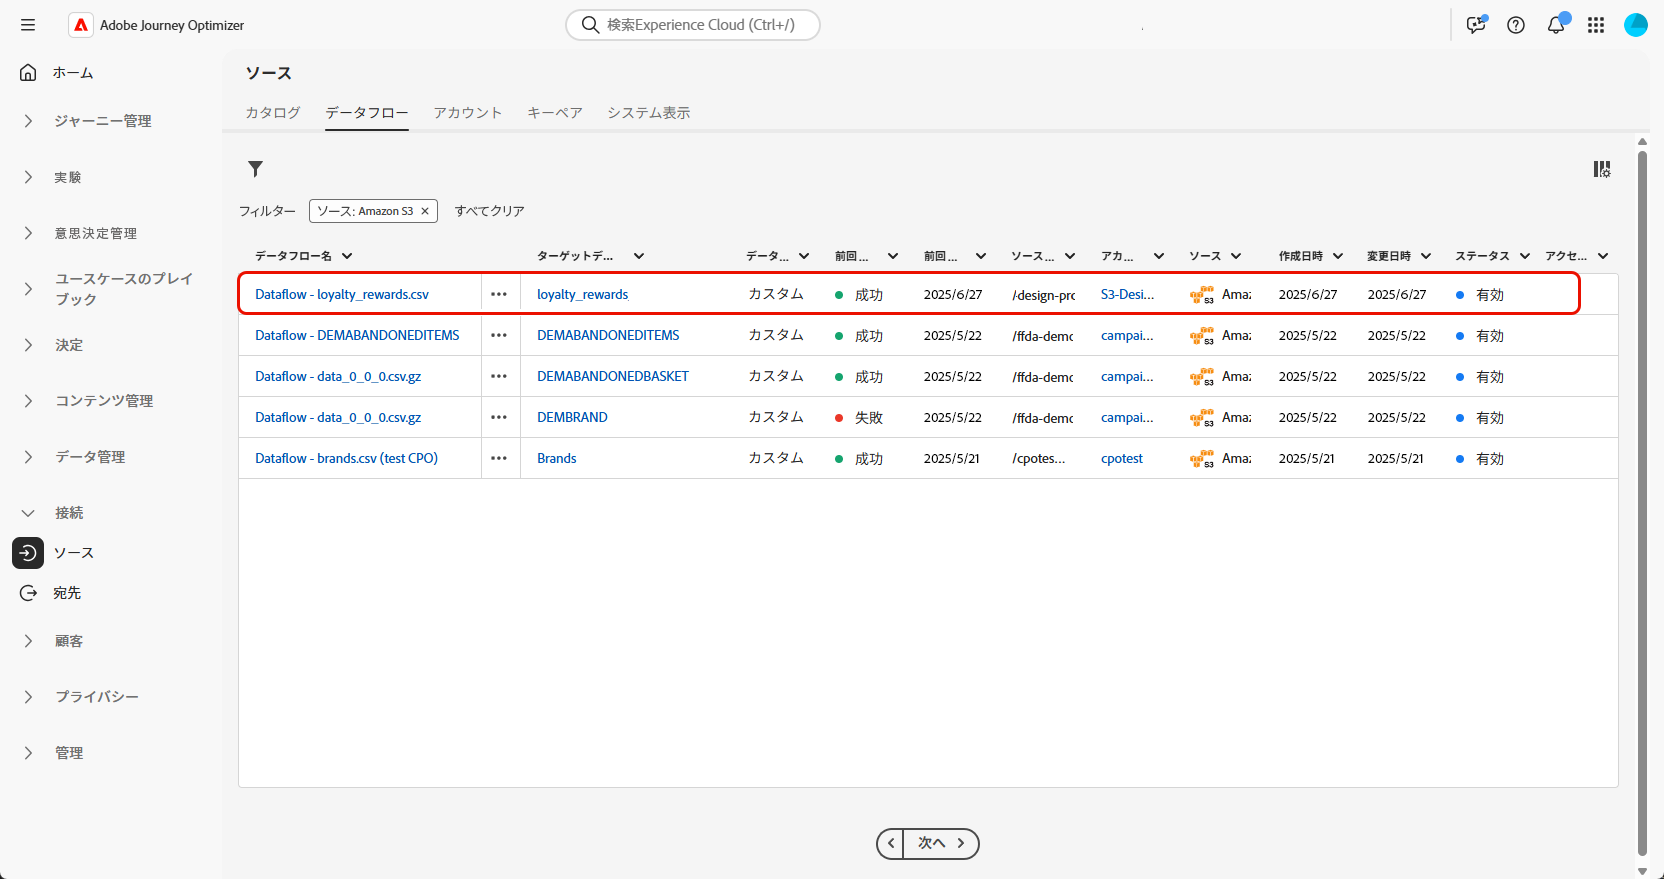 Adobe Journey Optimizer
検索Experience Cloud (Ctrl+/)
ホーム
ジャーニー管理
実験
意思決定管理
ユースケースのプレイ
ブック
決定
コンテンツ管理
データ管理
接続
ソース
宛先
顧客
プライバシー
管理
ソース
カタログ データフロー アカウント キーペア システム表示
フィルター ソース: Amazon S3 × すべてクリア
データフロー名 ターゲットデ... データ... 前回... 前回... ソース... アカ... ソース 作成日時 変更日時 ステータス アクセ...
Dataflow - loyalty_rewards.csv ••• loyalty_rewards カスタム 成功 2025/6/27 /design-prc S3-Desi... S3 Amaz 2025/6/27 2025/6/27 有効
Dataflow - DEMABANDONEDITEMS ••• DEMABANDONEDITEMS カスタム 成功 2025/5/22 /ffda-demc campai... S3 Amaz 2025/5/22 2025/5/22 有効
Dataflow - data_0_0_0.csv.gz ••• DEMABANDONEDBASKET カスタム 成功 2025/5/22 /ffda-demc campai... S3 Amaz 2025/5/22 2025/5/22 有効
Dataflow - data_0_0_0.csv.gz ••• DEMBRAND カスタム 失敗 2025/5/22 /ffda-demc campai... S3 Amaz 2025/5/22 2025/5/22 有効
Dataflow - brands.csv (test CPO) ••• Brands カスタム 成功 2025/5/21 /cpotes... cpotest S3 Amaz 2025/5/21 2025/5/21 有効
次へ